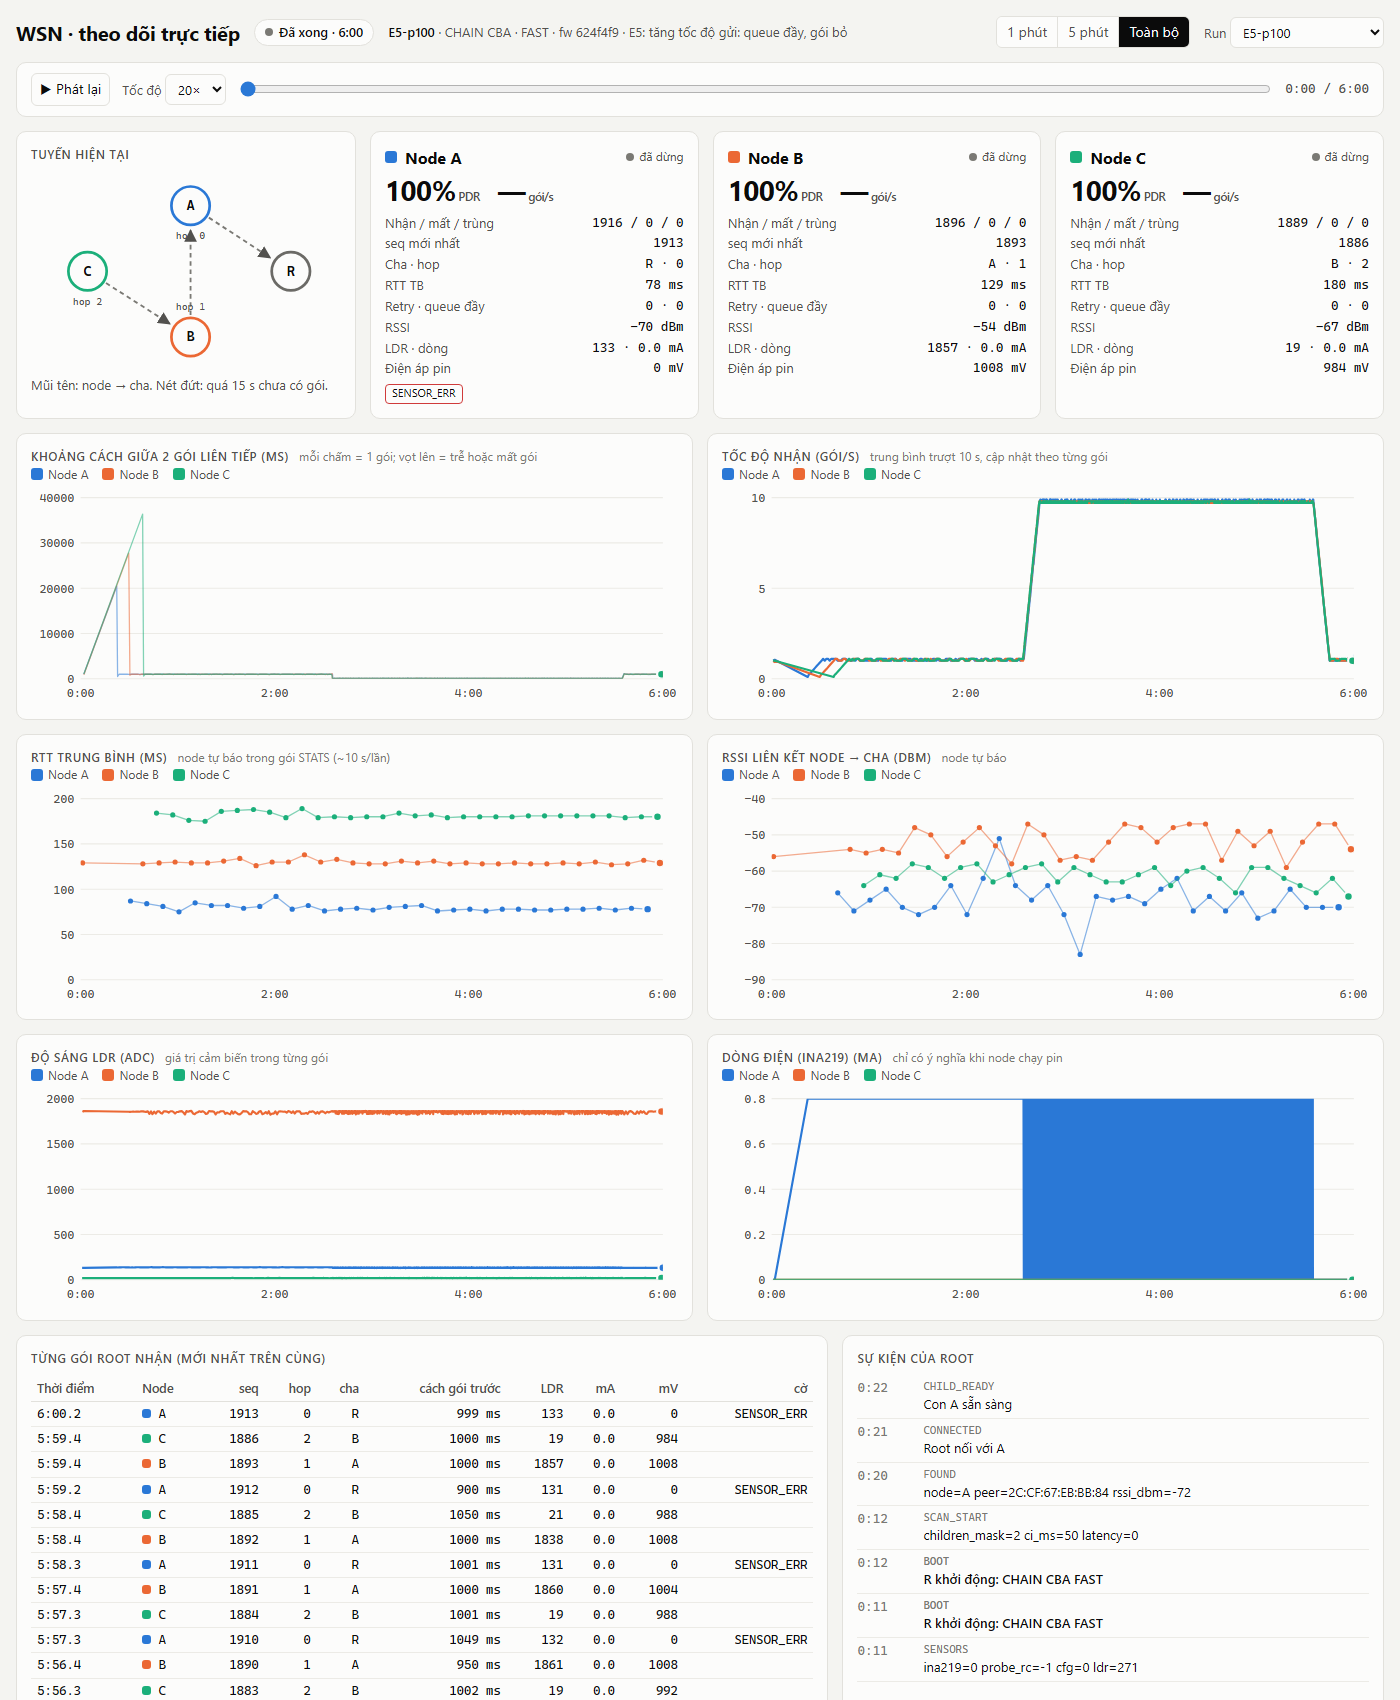 WSN · theo dõi trực tiếp
Đã xong · 6:00
E5-p100 · CHAIN CBA · FAST · fw 624f4f9 · E5: tăng tốc độ gửi: queue đầy, gói bỏ
1 phút 5 phút Toàn bộ
Run E5-p100
▶ Phát lại Tốc độ 20× 0:00 / 6:00
TUYẾN HIỆN TẠI
A
hop 0
C
hop 2
R
hop 1
B
Mũi tên: node → cha. Nét đứt: quá 15 s chưa có gói.
Node A đã dừng
100% PDR — gói/s
Nhận / mất / trùng 1916 / 0 / 0
seq mới nhất 1913
Cha · hop R · 0
RTT TB 78 ms
Retry · queue đầy 0 · 0
RSSI −70 dBm
LDR · dòng 133 · 0.0 mA
Điện áp pin 0 mV
SENSOR_ERR
Node B đã dừng
100% PDR — gói/s
Nhận / mất / trùng 1896 / 0 / 0
seq mới nhất 1893
Cha · hop A · 1
RTT TB 129 ms
Retry · queue đầy 0 · 0
RSSI −54 dBm
LDR · dòng 1857 · 0.0 mA
Điện áp pin 1008 mV
Node C đã dừng
100% PDR — gói/s
Nhận / mất / trùng 1889 / 0 / 0
seq mới nhất 1886
Cha · hop B · 2
RTT TB 180 ms
Retry · queue đầy 0 · 0
RSSI −67 dBm
LDR · dòng 19 · 0.0 mA
Điện áp pin 984 mV
KHOẢNG CÁCH GIỮA 2 GÓI LIÊN TIẾP (MS) mỗi chấm = 1 gói; vọt lên = trễ hoặc mất gói
Node A Node B Node C
40000
30000
20000
10000
0
0:00 2:00 4:00 6:00
TỐC ĐỘ NHẬN (GÓI/S) trung bình trượt 10 s, cập nhật theo từng gói
Node A Node B Node C
10
5
0
0:00 2:00 4:00 6:00
RTT TRUNG BÌNH (MS) node tự báo trong gói STATS (~10 s/lần)
Node A Node B Node C
200
150
100
50
0
0:00 2:00 4:00 6:00
RSSI LIÊN KẾT NODE → CHA (DBM) node tự báo
Node A Node B Node C
−40
−50
−60
−70
−80
−90
0:00 2:00 4:00 6:00
ĐỘ SÁNG LDR (ADC) giá trị cảm biến trong từng gói
Node A Node B Node C
2000
1500
1000
500
0
0:00 2:00 4:00 6:00
DÒNG ĐIỆN (INA219) (MA) chỉ có ý nghĩa khi node chạy pin
Node A Node B Node C
0.8
0.6
0.4
0.2
0
0:00 2:00 4:00 6:00
TỪNG GÓI ROOT NHẬN (MỚI NHẤT TRÊN CÙNG)
Thời điểm Node seq hop cha cách gói trước LDR mA mV cờ
6:00.2 A 1913 0 R 999 ms 133 0.0 0 SENSOR_ERR
5:59.4 C 1886 2 B 1000 ms 19 0.0 984
5:59.4 B 1893 1 A 1000 ms 1857 0.0 1008
5:59.2 A 1912 0 R 900 ms 131 0.0 0 SENSOR_ERR
5:58.4 C 1885 2 B 1050 ms 21 0.0 988
5:58.4 B 1892 1 A 1000 ms 1838 0.0 1008
5:58.3 A 1911 0 R 1001 ms 131 0.0 0 SENSOR_ERR
5:57.4 B 1891 1 A 1000 ms 1860 0.0 1004
5:57.3 C 1884 2 B 1001 ms 19 0.0 988
5:57.3 A 1910 0 R 1049 ms 132 0.0 0 SENSOR_ERR
5:56.4 B 1890 1 A 950 ms 1861 0.0 1008
5:56.3 C 1883 2 B 1002 ms 19 0.0 992
SỰ KIỆN CỦA ROOT
0:22 CHILD_READY
Con A sẵn sàng
0:21 CONNECTED
Root nối với A
0:20 FOUND
node=A peer=2C:CF:67:EB:BB:84 rssi_dbm=-72
0:12 SCAN_START
children_mask=2 ci_ms=50 latency=0
0:12 BOOT
R khởi động: CHAIN CBA FAST
0:11 BOOT
R khởi động: CHAIN CBA FAST
0:11 SENSORS
ina219=0 probe_rc=-1 cfg=0 ldr=271